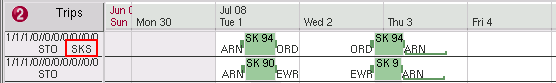 2 Trips Jun 0 Jul 08
Sun Mon 30 Tue 1 Wed 2 Thu 3 Fri 4
1/1/1/0//0/0/0/0//0/0 SK 94 SK 94
STO SKS ARN ORD ORD ARN
1/1/1/0//0/0/0/0//0/0 SK 90 SK 9
STO ARN EWR EWR ARN